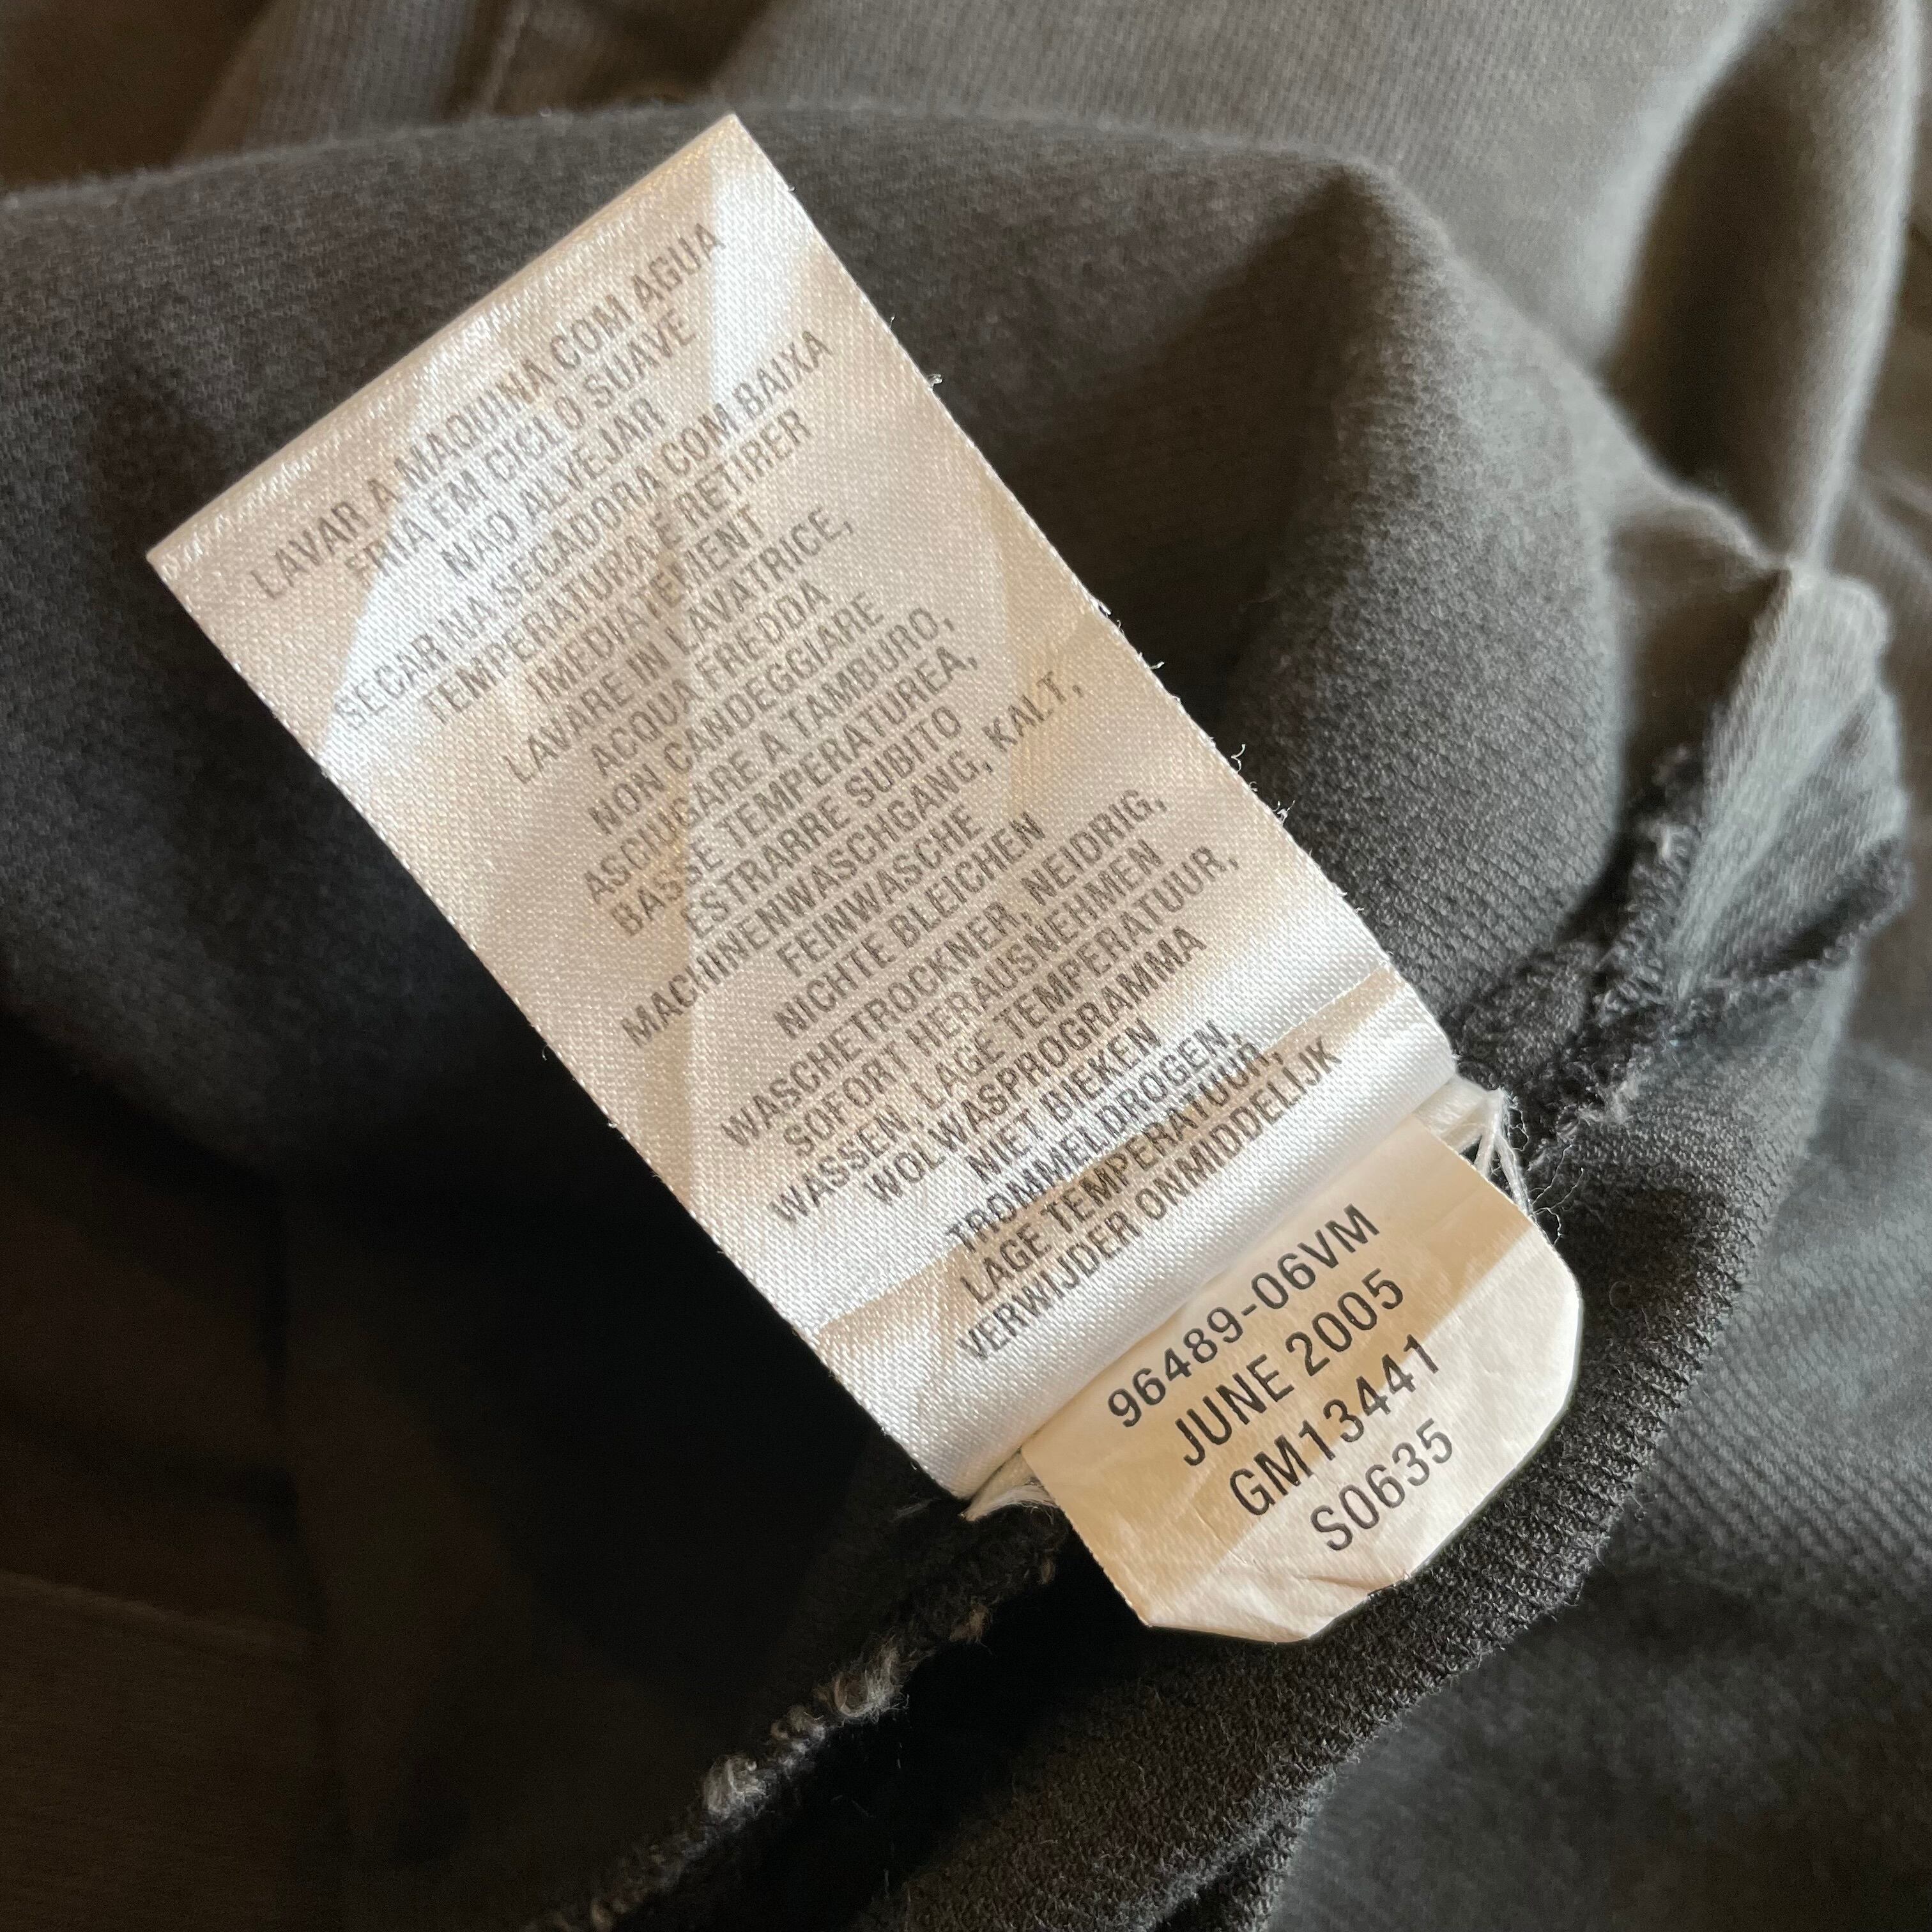 LAVAR A MAQUINA COM AGUA
FRIA EM CICLO SUAVE
NAO ALVEJAR
SECAR NA SECADORA COM BAIXA
TEMPERATURA E RETIRER
IMEDIATEMENT
LAVARE IN LAVATRICE,
ACQUA FREDDA
NON CANDEGGIARE
ASCIUGARE A TAMBURO,
BASSE TEMPERATUREA,
ESTRARRE SUBITO
MACHINENWASCHGANG, KALT,
FEINWASCHE
NICHTE BLEICHEN
WASCHETROCKNER, NEIDRIG,
SOFORT HERAUSNEHMEN
WASSEN, LAGE TEMPERATUUR,
WOLWASPROGRAMMA
NIET BIEKEN
TROMMELDROGEN,
LAGE TEMPERATUUR,
VERWIJDER ONMIDDELIJK
96489-06VM
JUNE 2005
GM13441
S0635